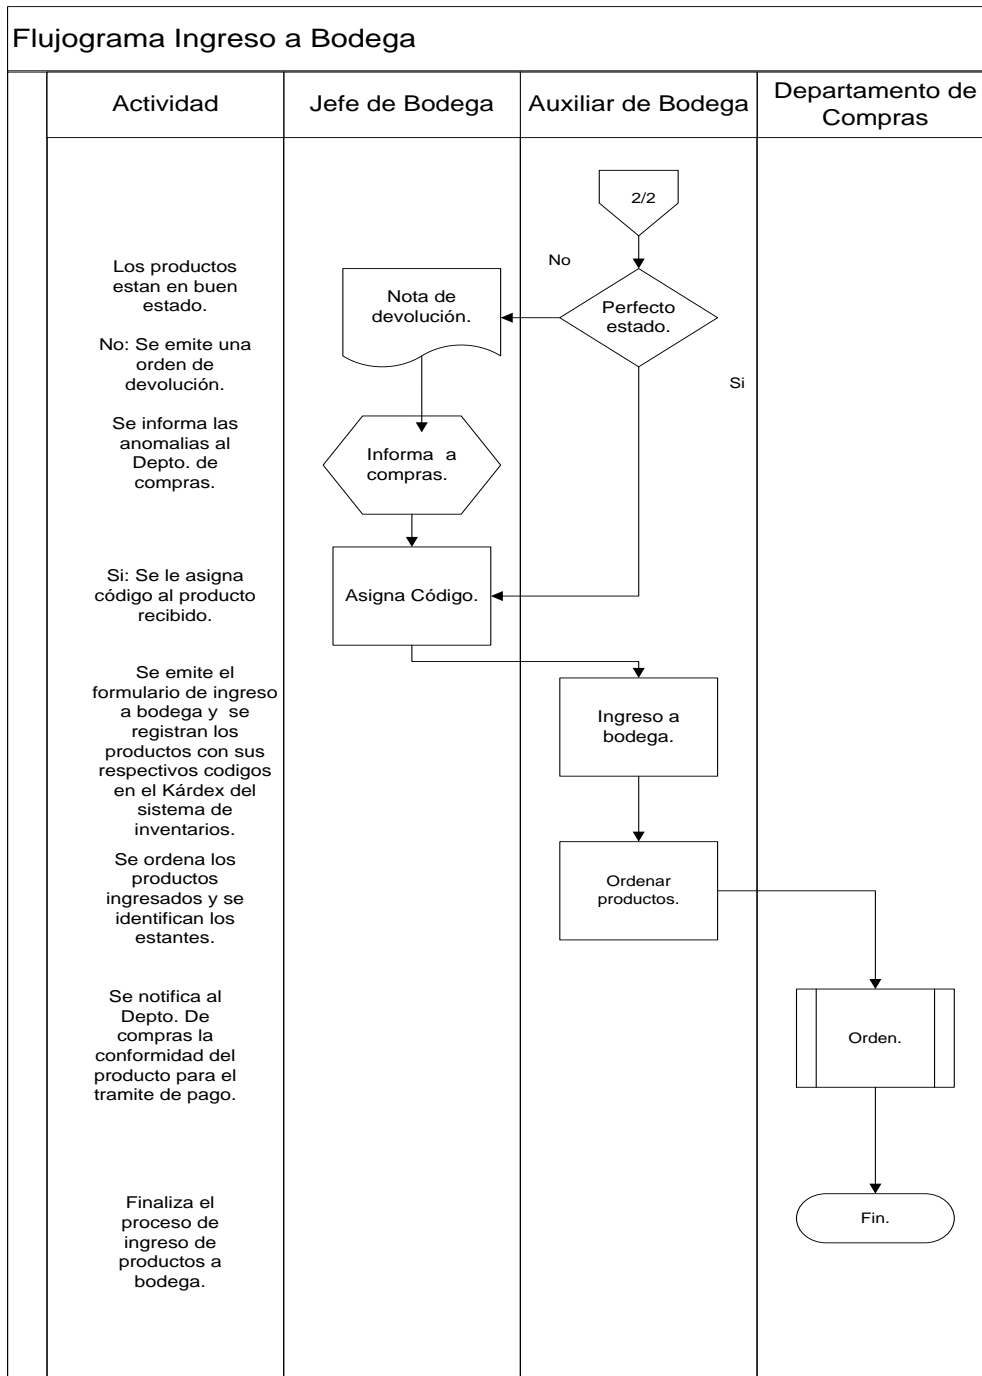 Flujograma Ingreso a Bodega
Actividad
Jefe de Bodega
Auxiliar de Bodega
Departamento de
Compras
2/2
No
Los productos
estan en buen
estado.
Nota de
devolución.
Perfecto
estado.
No: Se emite una
orden de
devolución.
Si
Se informa las
anomalias al
Depto. de
compras.
Informa a
compras.
Si: Se le asigna
código al producto
recibido.
Asigna Código.
Se emite el
formulario de ingreso
a bodega y se
registran los
productos con sus
respectivos codigos
en el Kárdex del
sistema de
inventarios.
Ingreso a
bodega.
Se ordena los
productos
ingresados y se
identifican los
estantes.
Ordenar
productos.
Se notifica al
Depto. De
compras la
conformidad del
producto para el
tramite de pago.
Orden.
Finaliza el
proceso de
ingreso de
productos a
bodega.
Fin.